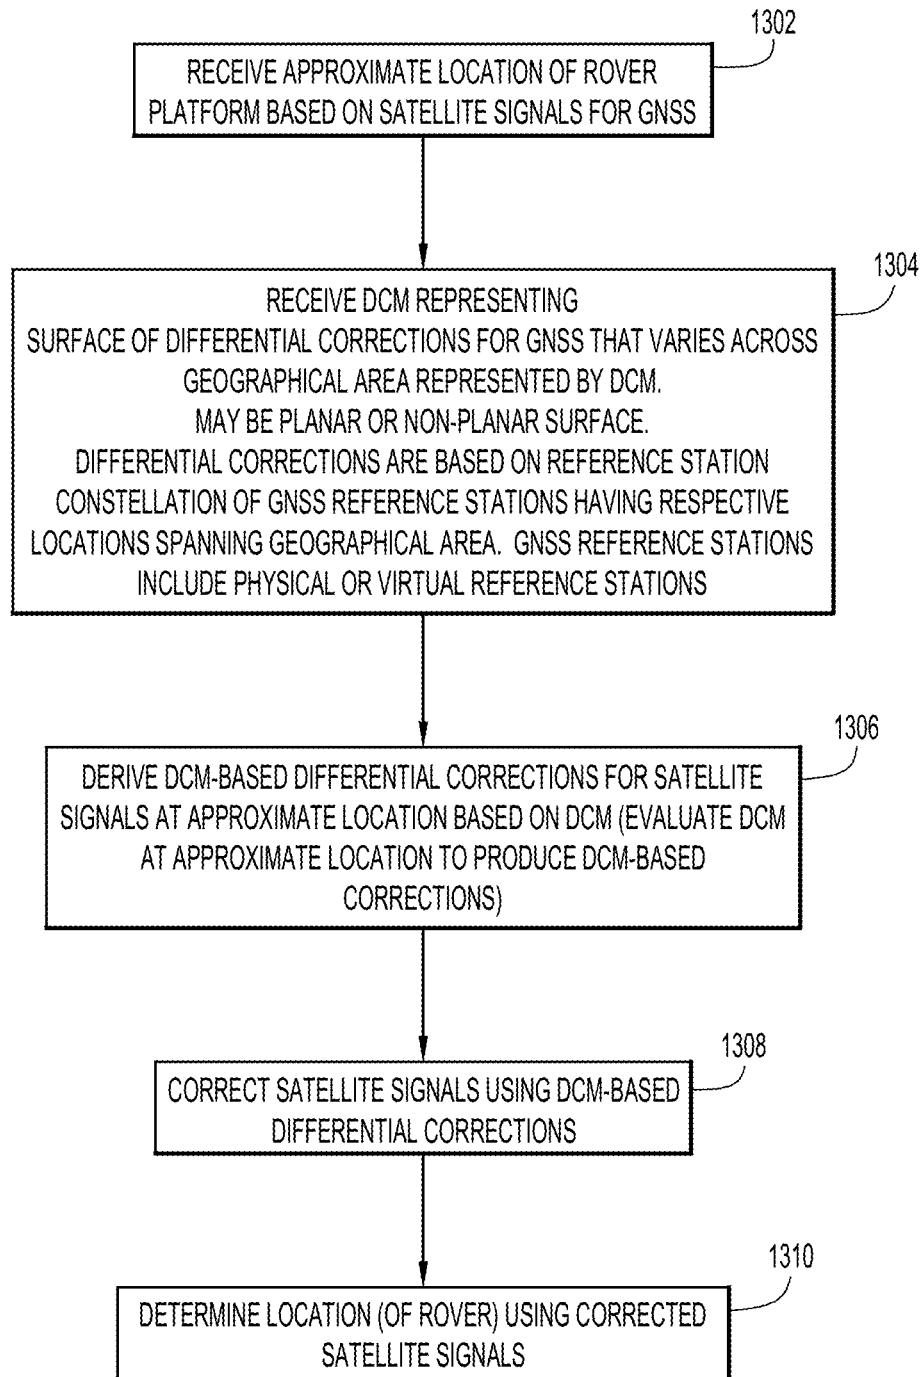 1302
RECEIVE APPROXIMATE LOCATION OF ROVER
PLATFORM BASED ON SATELLITE SIGNALS FOR GNSS
1304
RECEIVE DCM REPRESENTING
SURFACE OF DIFFERENTIAL CORRECTIONS FOR GNSS THAT VARIES ACROSS
GEOGRAPHICAL AREA REPRESENTED BY DCM.
MAY BE PLANAR OR NON-PLANAR SURFACE.
DIFFERENTIAL CORRECTIONS ARE BASED ON REFERENCE STATION
CONSTELLATION OF GNSS REFERENCE STATIONS HAVING RESPECTIVE
LOCATIONS SPANNING GEOGRAPHICAL AREA. GNSS REFERENCE STATIONS
INCLUDE PHYSICAL OR VIRTUAL REFERENCE STATIONS
1306
DERIVE DCM-BASED DIFFERENTIAL CORRECTIONS FOR SATELLITE
SIGNALS AT APPROXIMATE LOCATION BASED ON DCM (EVALUATE DCM
AT APPROXIMATE LOCATION TO PRODUCE DCM-BASED
CORRECTIONS)
1308
CORRECT SATELLITE SIGNALS USING DCM-BASED
DIFFERENTIAL CORRECTIONS
1310
DETERMINE LOCATION (OF ROVER) USING CORRECTED
SATELLITE SIGNALS